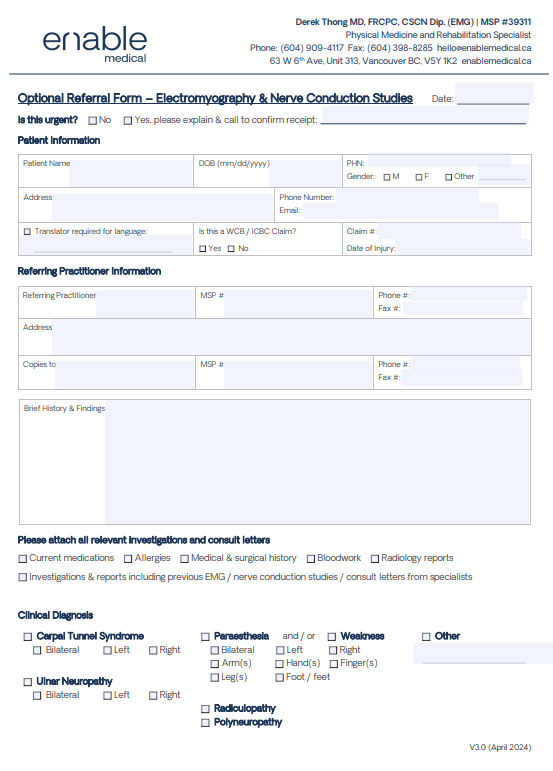 enable
medical
Derek Thong MD, FRCPC, CSCN Dip. (EMG) | MSP #39311
Physical Medicine and Rehabilitation Specialist
Phone: (604) 909-4117 Fax: (604) 398-8285 hello@enablemedical.ca
63 W 6th Ave, Unit 313, Vancouver BC, V5Y 1K2 enablemedical.ca
Optional Referral Form – Electromyography & Nerve Conduction Studies Date:
Is this urgent? No Yes, please explain & call to confirm receipt:
Patient Information
Patient Name DOB (mm/dd/yyyy) PHN:
Gender: M F Other
Address Phone Number:
Email:
Translator required for language: Is this a WCB / ICBC Claim? Claim #:
Yes No Date of Injury:
Referring Practitioner Information
Referring Practitioner MSP # Phone #:
Fax #:
Address
Copies to MSP # Phone #:
Fax #:
Brief History & Findings
Please attach all relevant investigations and consult letters
Current medications Allergies Medical & surgical history Bloodwork Radiology reports
Investigations & reports including previous EMG / nerve conduction studies / consult letters from specialists
Clinical Diagnosis
Carpal Tunnel Syndrome Paraesthesia and / or Weakness Other
Bilateral Left Right Bilateral Left Right
Arm(s) Hand(s) Finger(s)
Leg(s) Foot / feet
Ulnar Neuropathy
Bilateral Left Right
Radiculopathy
Polyneuropathy
V3.0 (April 2024)